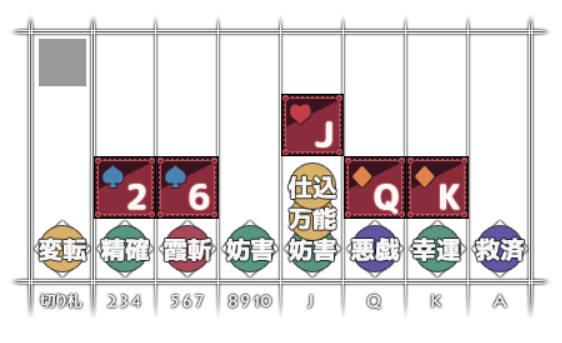 J
2 6 Q K
仕込
万能
変転 精確 霞斬 妨害 妨害 悪戯 幸運 救済
切り札 234 567 8910 J Q K A